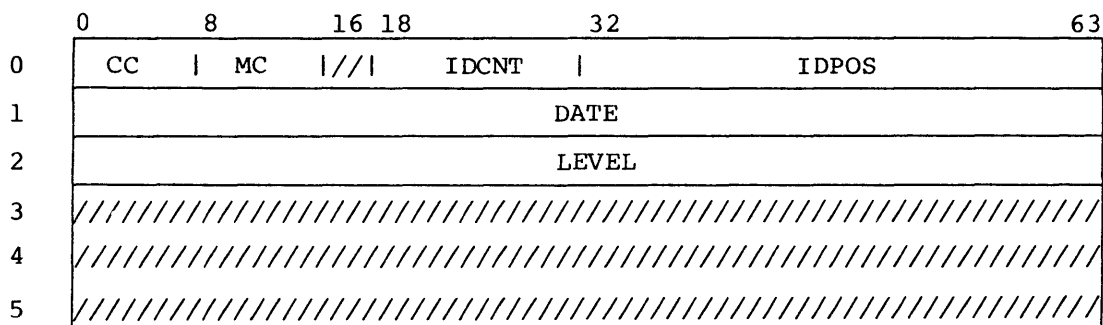 0 8 16 18 32 63
0 CC | MC |//| IDCNT | IDPOS
1 DATE
2 LEVEL
3 ///////////////////////////////////////////
4 ///////////////////////////////////////////
5 ///////////////////////////////////////////